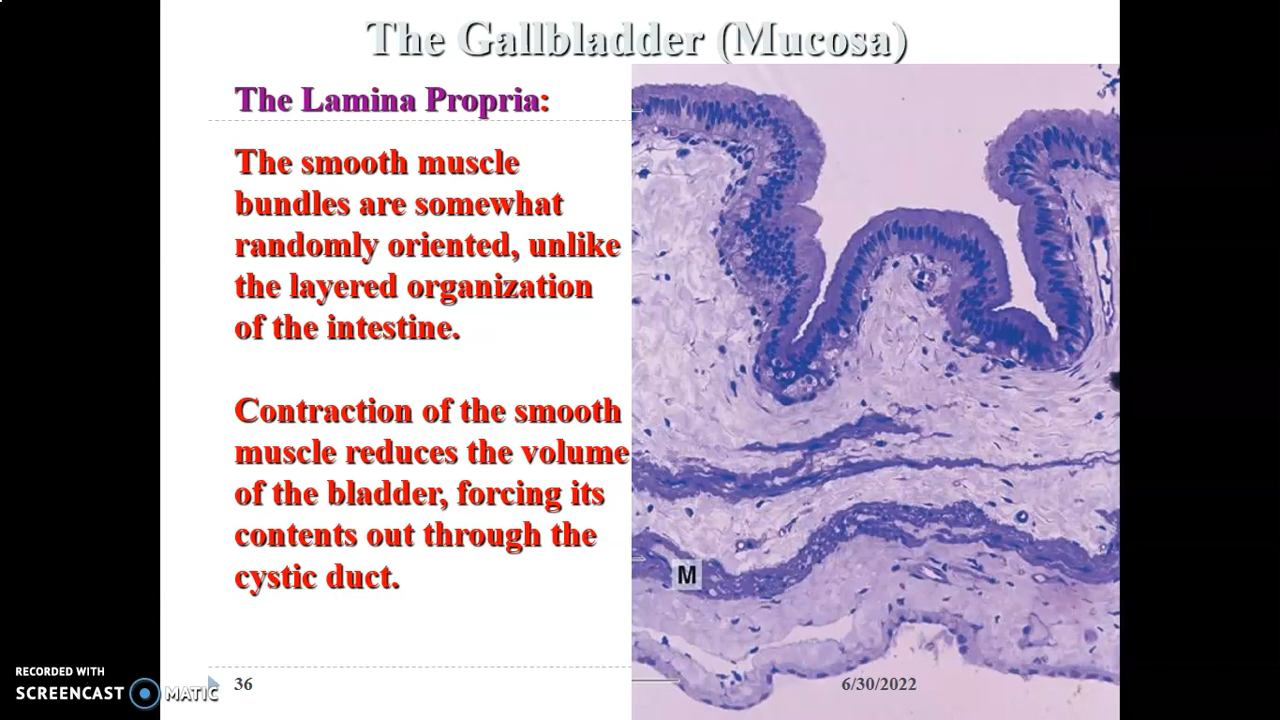 The Gallbladder (Mucosa)
The Lamina Propria:
The smooth muscle
bundles are somewhat
randomly oriented, unlike
the layered organization
of the intestine.
Contraction of the smooth
muscle reduces the volume
of the bladder, forcing its
contents out through the
cystic duct.
M
36
6/30/2022
RECORDED WITH
SCREENCAST MATIC